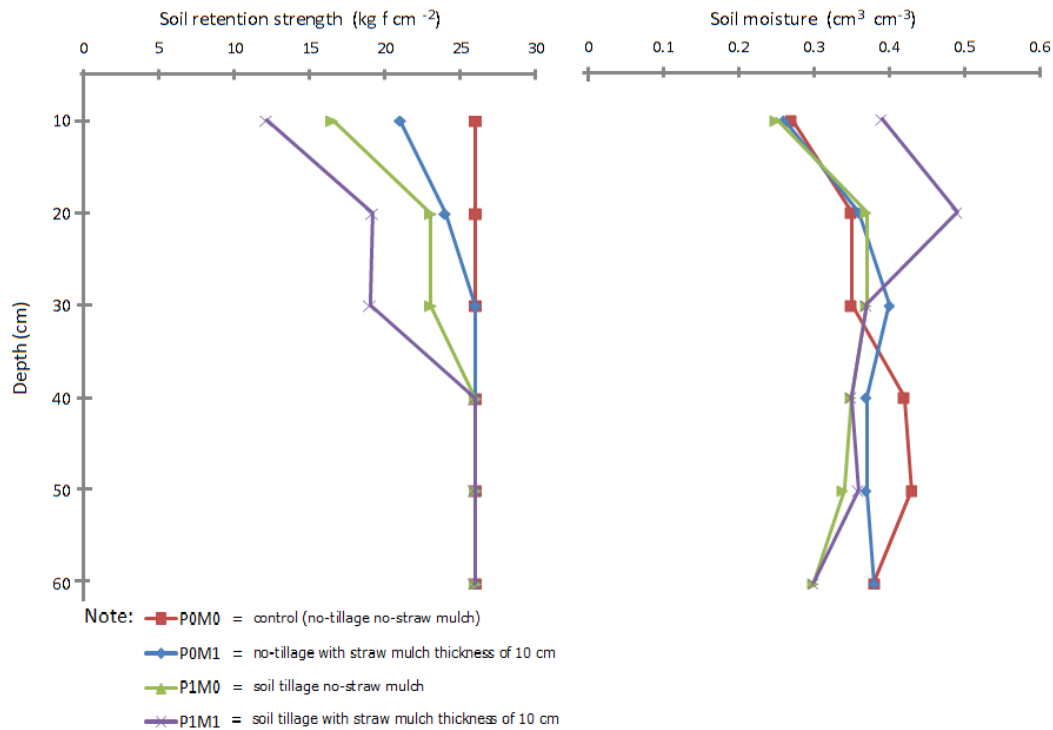 Soil retention strength (kg f cm -2)
0 5 10 15 20 25 30
Depth (cm)
10
20
30
40
50
60
Soil moisture (cm³ cm-³)
0 0.2 0.3 0.4 0.5 0.6
Note:
P0M0 = control (no-tillage no-straw mulch)
P0M1 = no-tillage with straw mulch thickness of 10 cm
P1M0 = soil tillage no-straw mulch
P1M1 = soil tillage with straw mulch thickness of 10 cm